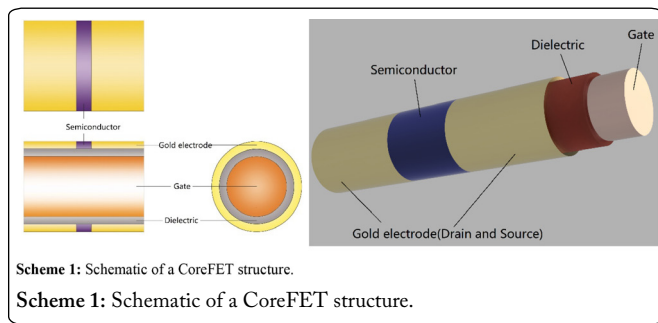 Semiconductor
Gold electrode
Gate
Dielectric
Gate
Dielectric
Semiconductor
Gold electrode(Drain and Source)
Scheme 1: Schematic of a CoreFET structure.
Scheme 1: Schematic of a CoreFET structure.